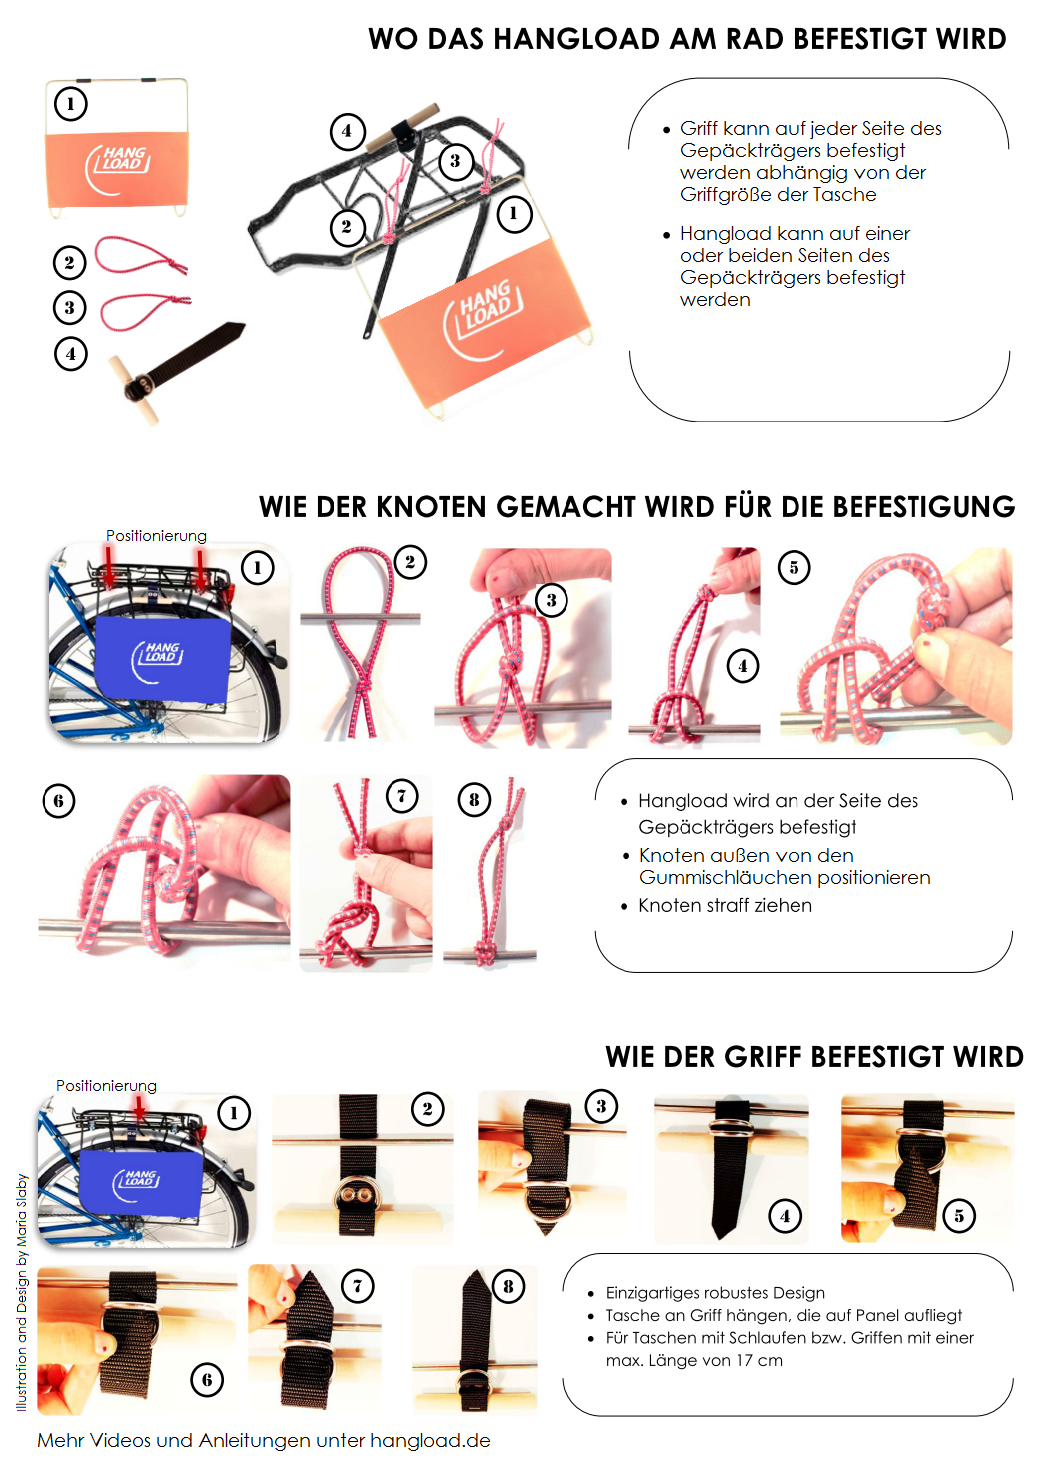 WO DAS HANGLOAD AM RAD BEFESTIGT WIRD
1
HANG
LOAD
2
3
4
4
3
2
1
HANG
LOAD
• Griff kann auf jeder Seite des
Gepäckträgers befestigt
werden abhängig von der
Griffgröße der Tasche
• Hangload kann auf einer
oder beiden Seiten des
Gepäckträgers befestigt
werden
WIE DER KNOTEN GEMACHT WIRD FÜR DIE BEFESTIGUNG
Positionierung
1
HANG
LOAD
2
3
4
5
6
7
8
• Hangload wird an der Seite des
Gepäckträgers befestigt
• Knoten außen von den
Gummischläuchen positionieren
• Knoten straff ziehen
WIE DER GRIFF BEFESTIGT WIRD
Positionierung
1
HANG
LOAD
2
3
4
5
6
7
8
• Einzigartiges robustes Design
• Tasche an Griff hängen, die auf Panel aufliegt
• Für Taschen mit Schlaufen bzw. Griffen mit einer
max. Länge von 17 cm
Illustration and Design by Maria Slaby
Mehr Videos und Anleitungen unter hangload.de